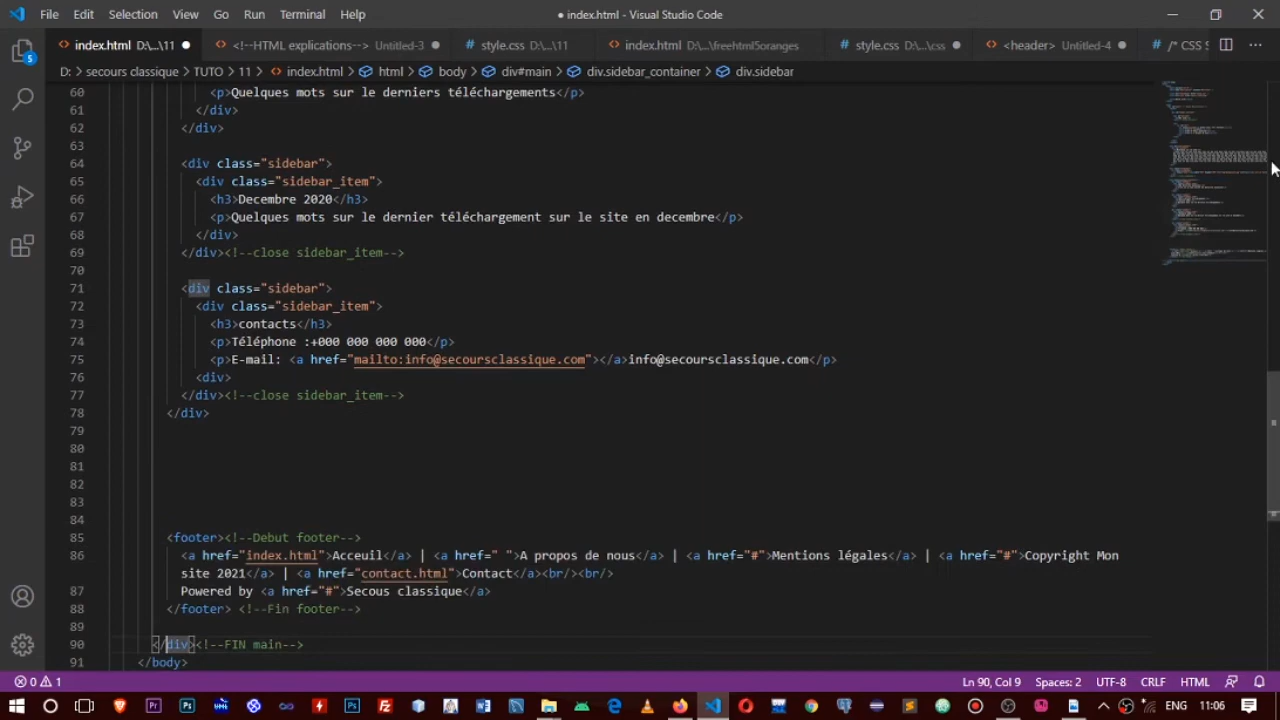 File Edit Selection View Go Run Terminal Help
● index.html - Visual Studio Code
index.html D:\...\11 ● <!--HTML explications--> Untitled-3 ● style.css D:\...\11 index.html D:\...\freehtml5oranges style.css D:\...\css ● <header> Untitled-4 ● /* CSS S
D: > secours classique > TUTO > 11 > index.html > html > body > div#main > div.sidebar_container > div.sidebar
60 <p>Quelques mots sur le derniers téléchargements</p>
61 </div>
62 </div>
63
64 <div class="sidebar">
65 <div class="sidebar_item">
66 <h3>Decembre 2020</h3>
67 <p>Quelques mots sur le dernier téléchargement sur le site en decembre</p>
68 </div>
69 </div><!--close sidebar_item-->
70
71 <div class="sidebar">
72 <div class="sidebar_item">
73 <h3>contacts</h3>
74 <p>Téléphone :+000 000 000 000</p>
75 <p>E-mail: <a href="mailto:info@secoursclassique.com"></a>info@secoursclassique.com</p>
76 <div>
77 </div><!--close sidebar_item-->
78 </div>
79
80
81
82
83
84
85 <footer><!--Debut footer-->
86 <a href="index.html">Acceuil</a> | <a href=" ">A propos de nous</a> | <a href="#">Mentions légales</a> | <a href="#">Copyright Mon
site 2021</a> | <a href="contact.html">Contact</a><br/><br/>
87 Powered by <a href="#">Secous classique</a>
88 </footer> <!--Fin footer-->
89
90 </div><!--FIN main-->
91 </body>
0 1 Ln 90, Col 9 Spaces: 2 UTF-8 CRLF HTML
ENG 11:06